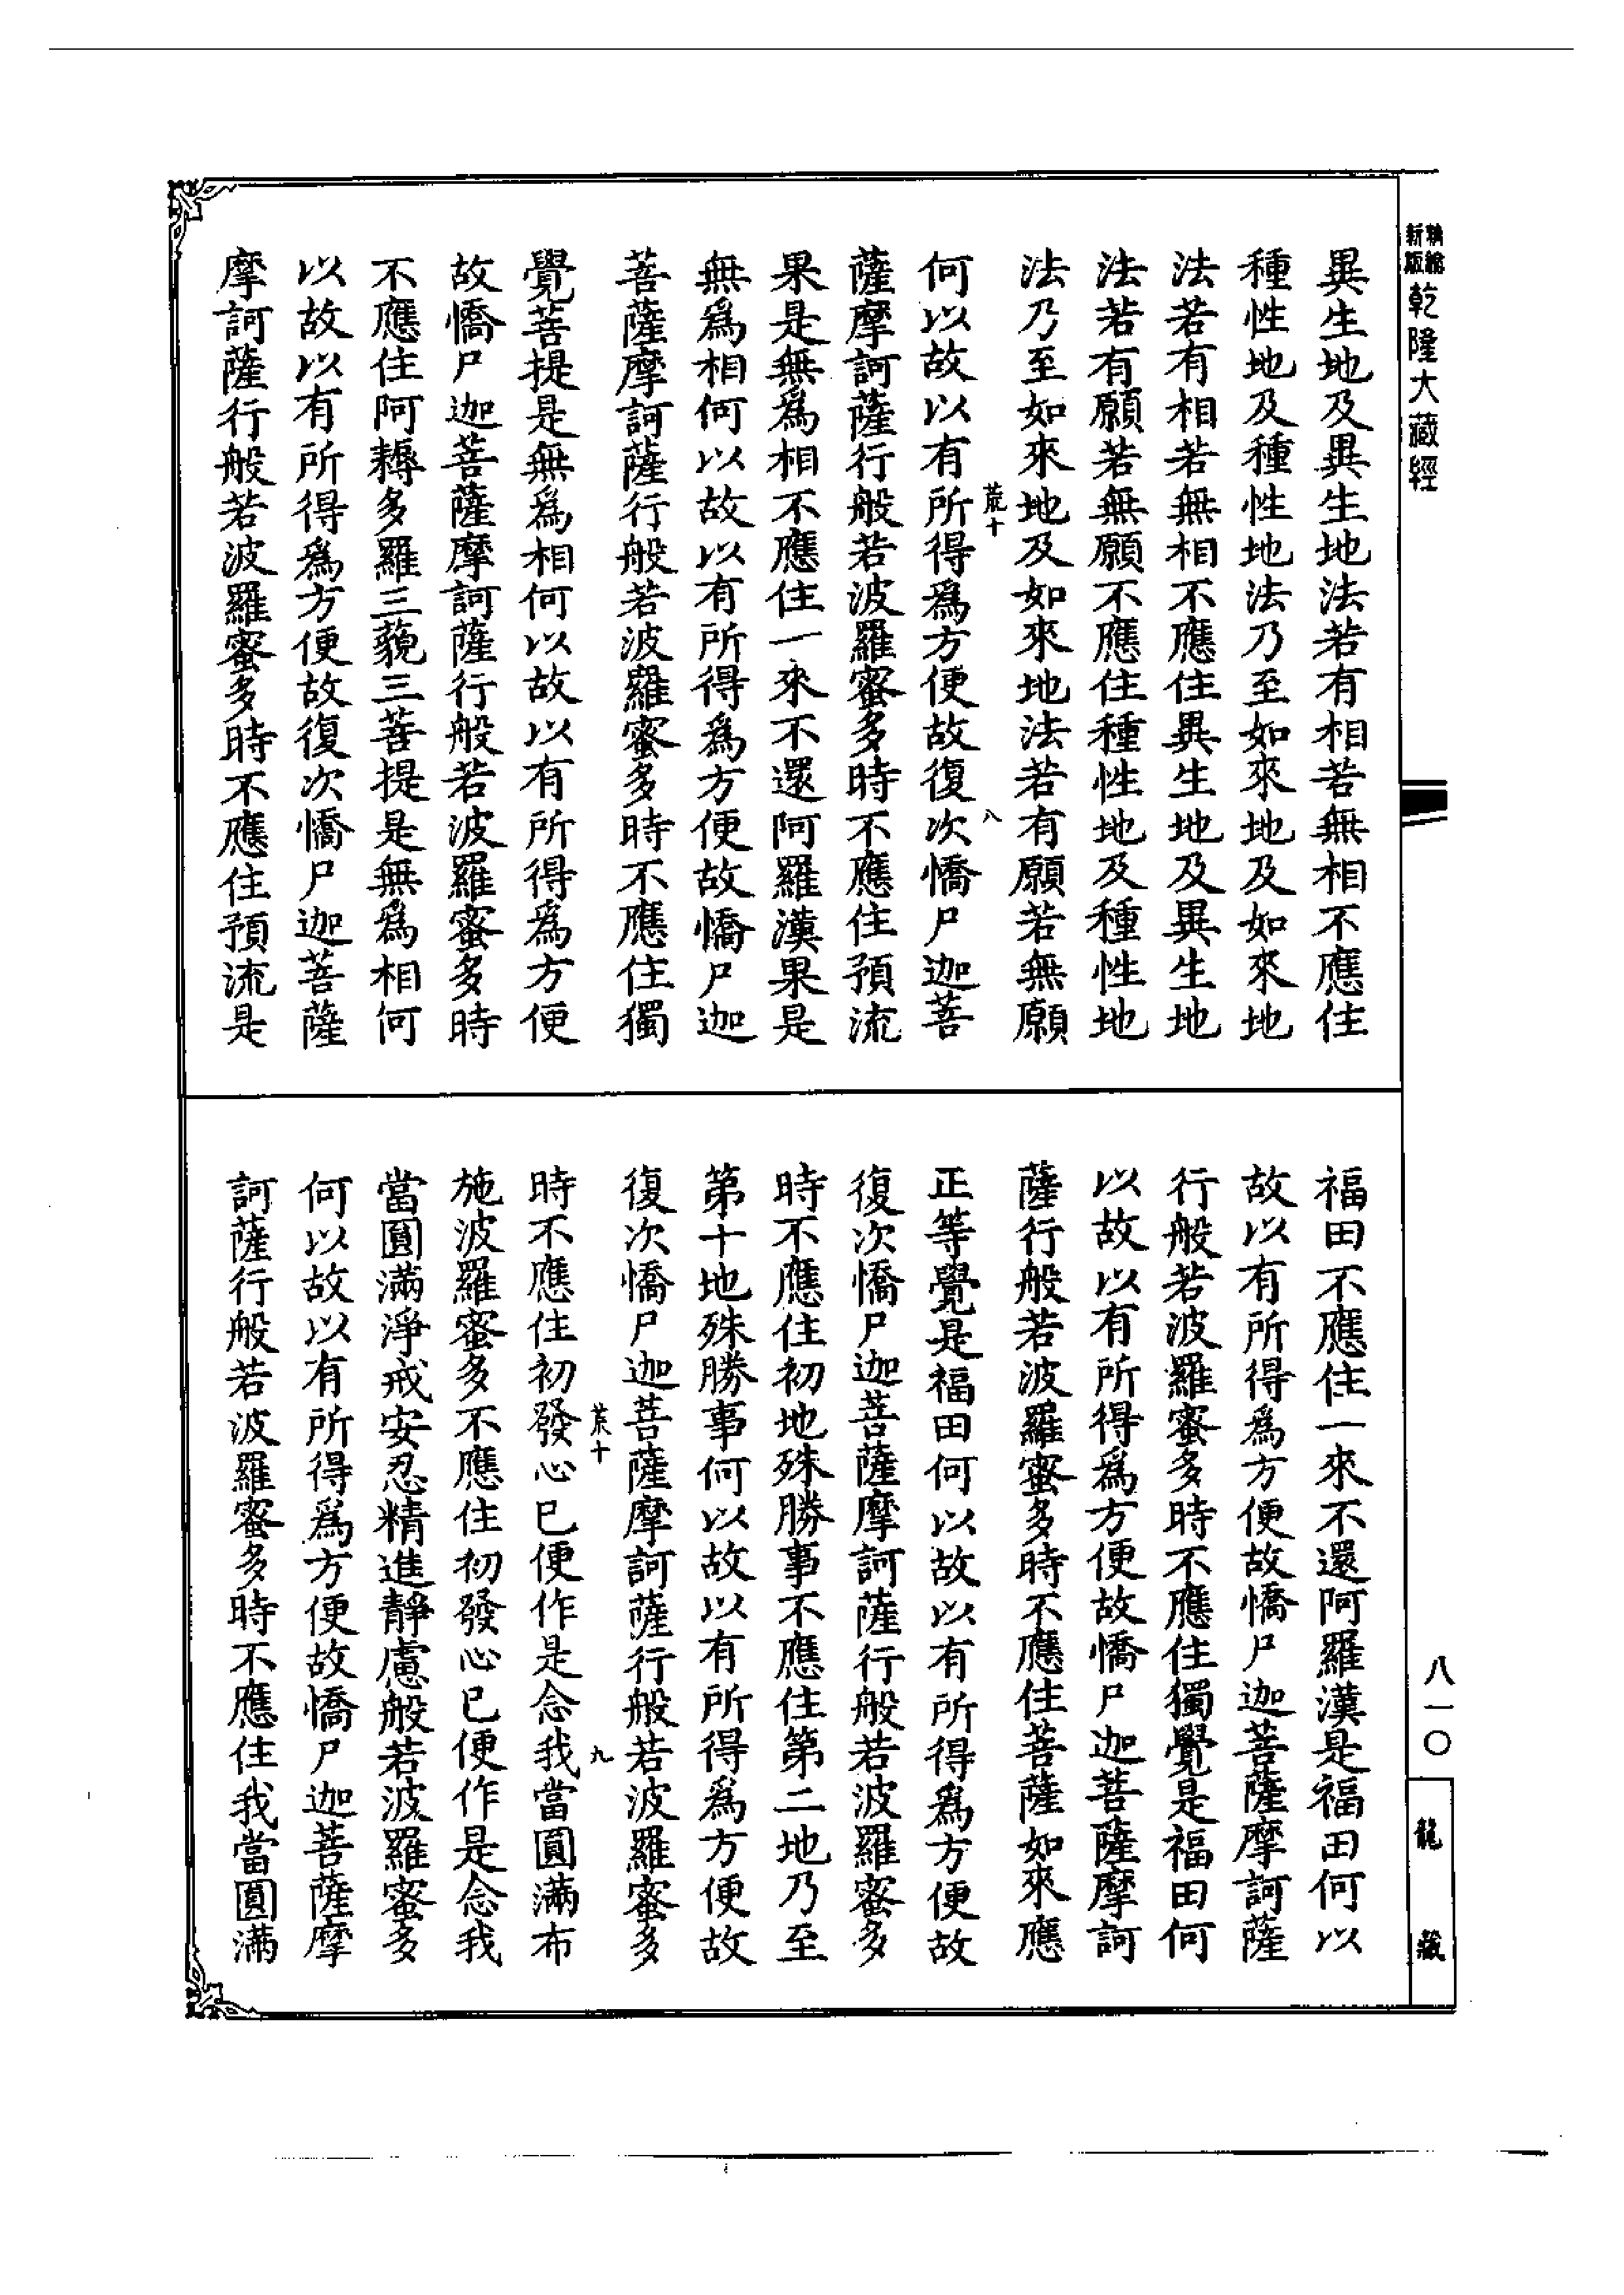 新版
乾隆大藏經
異生地及異生地法若有相若無相不應住
種性地及種性地法乃至如來地及如來地
法若有相若無相不應住異生地及異生地
法若有願若無願不應住種性地及種性地
法乃至如來地及如來地法若有願若無願
荒十
八
何以故以有所得爲方便故復次憍尸迦菩
薩摩訶薩行般若波羅蜜多時不應住預流
果是無爲相不應住一來不還阿羅漢果是
無爲相何以故以有所得爲方便故憍尸迦
菩薩摩訶薩行般若波羅蜜多時不應住獨
覺菩提是無爲相何以故以有所得爲方便
故憍尸迦菩薩摩訶薩行般若波羅蜜多時
不應住阿耨多羅三藐三菩提是無爲相何
以故以有所得爲方便故復次憍尸迦菩薩
摩訶薩行般若波羅蜜多時不應住預流是
福田不應住一來不還阿羅漢是福田何以
故以有所得爲方便故憍尸迦菩薩摩訶薩
行般若波羅蜜多時不應住獨覺是福田何
以故以有所得爲方便故憍尸迦菩薩摩訶
薩行般若波羅蜜多時不應住菩薩如來應
正等覺是福田何以故以有所得爲方便故
復次憍尸迦菩薩摩訶薩行般若波羅蜜多
時不應住初地殊勝事不應住第二地乃至
第十地殊勝事何以故以有所得爲方便故
復次憍尸迦菩薩摩訶薩行般若波羅蜜多
荒十
九
時不應住初發心已便作是念我當圓滿布
施波羅蜜多不應住初發心已便作是念我
當圓滿淨戒安忍精進靜慮般若波羅蜜多
何以故以有所得爲方便故憍尸迦菩薩摩
訶薩行般若波羅蜜多時不應住我當圓滿
八一〇
龍藏